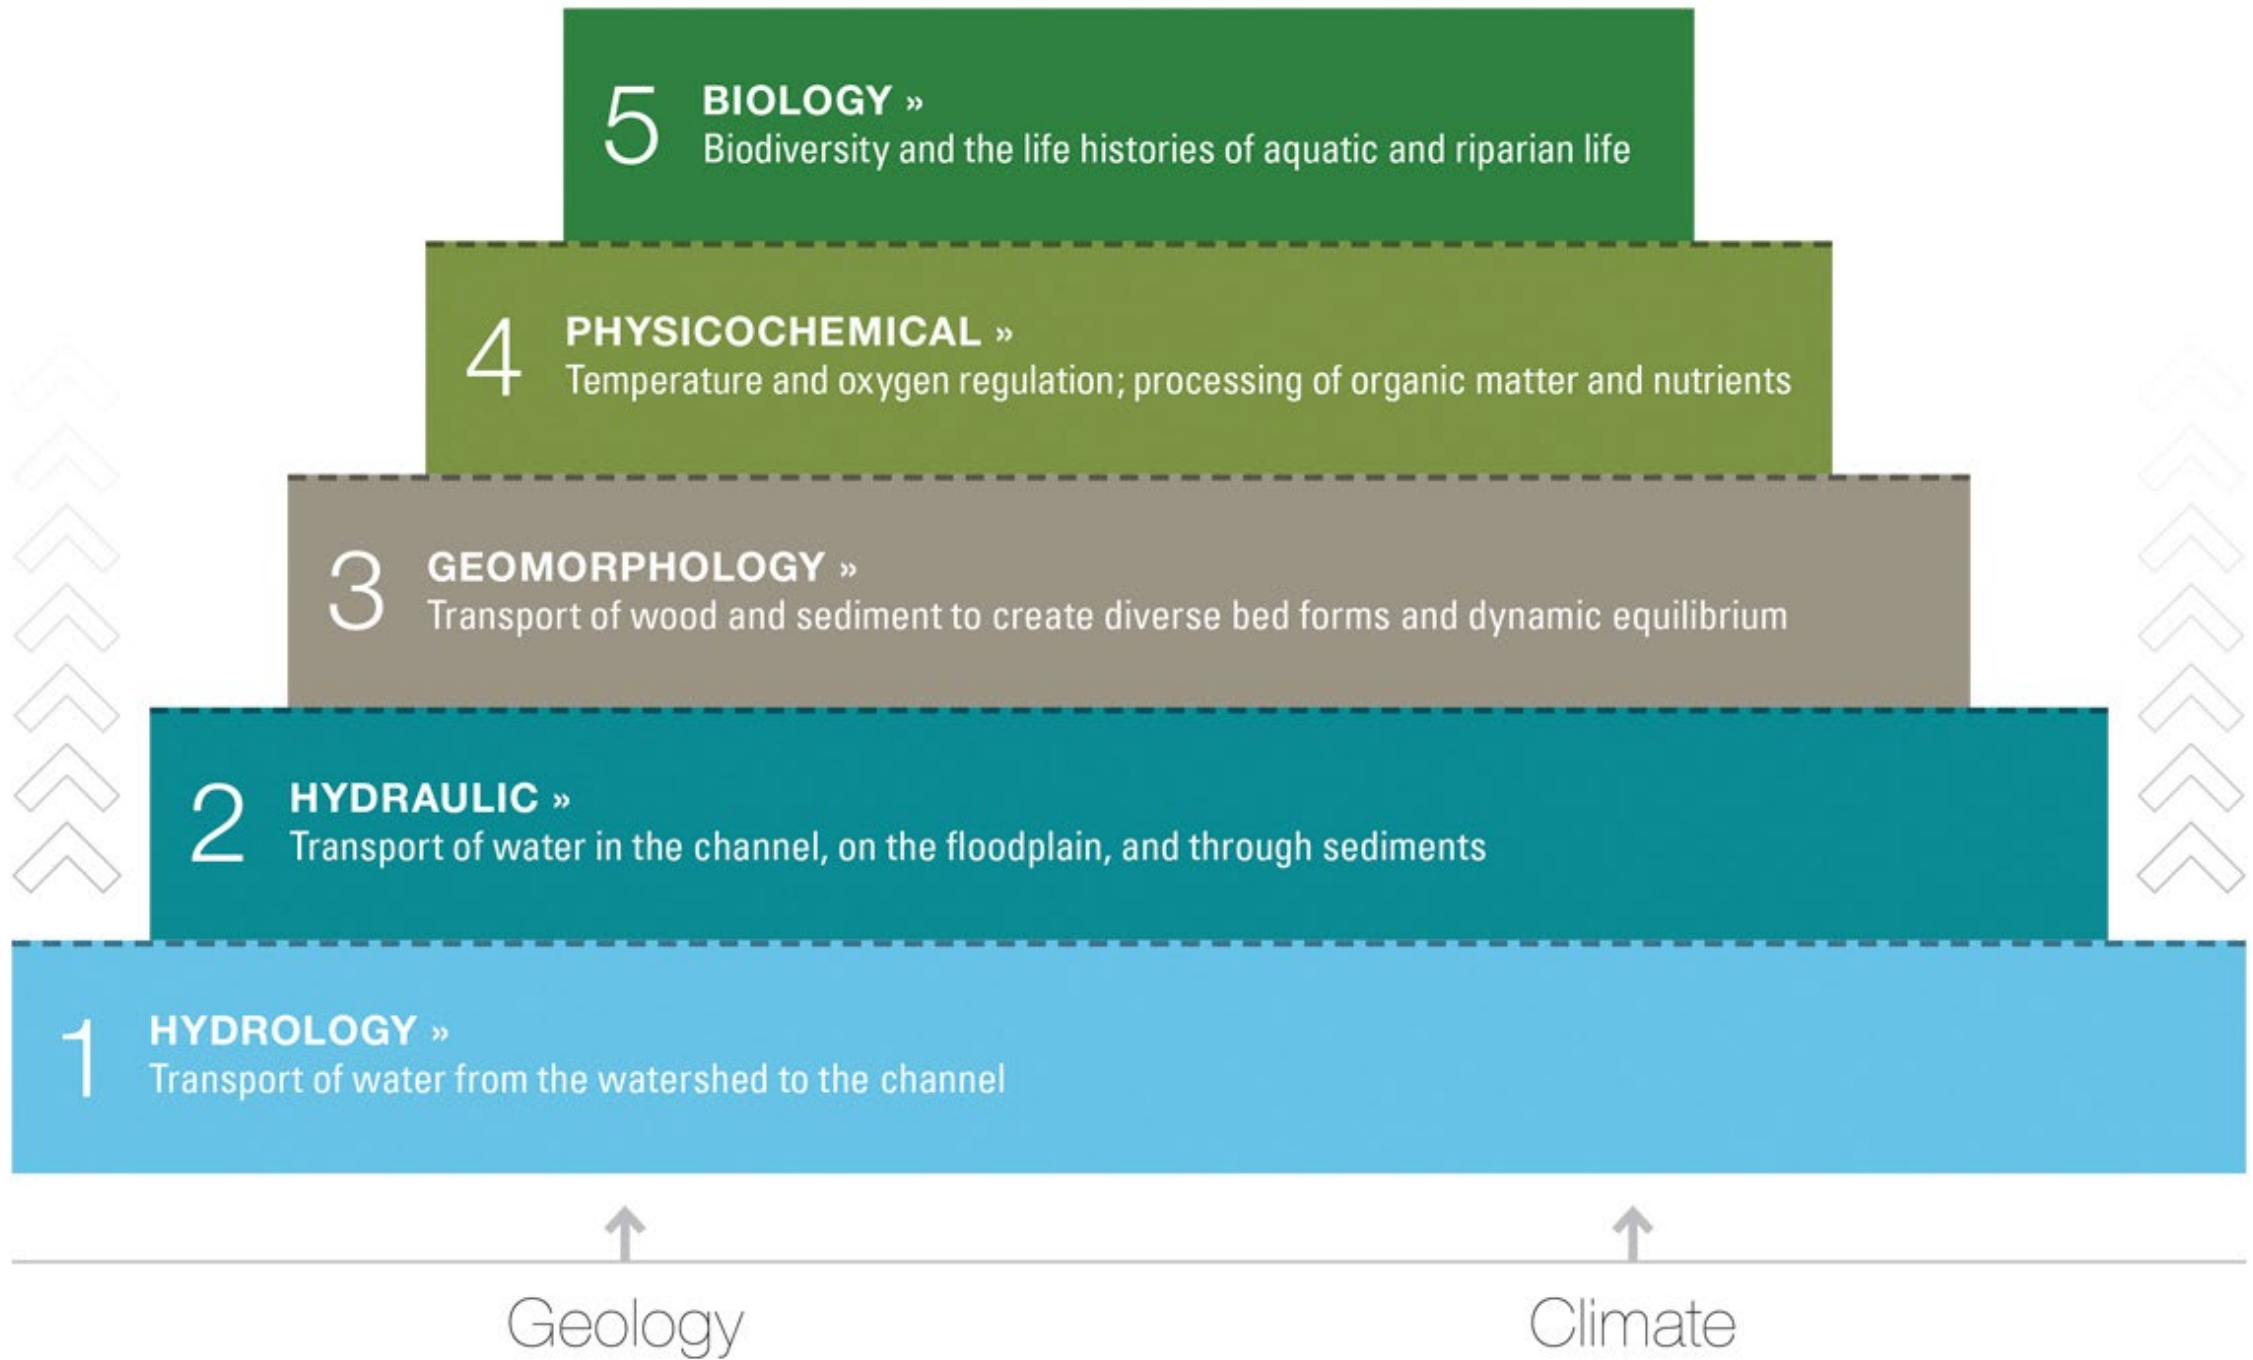 5
BIOLOGY »
Biodiversity and the life histories of aquatic and riparian life
4
PHYSICOCHEMICAL »
Temperature and oxygen regulation; processing of organic matter and nutrients
3
GEOMORPHOLOGY »
Transport of wood and sediment to create diverse bed forms and dynamic equilibrium
2
HYDRAULIC »
Transport of water in the channel, on the floodplain, and through sediments
1
HYDROLOGY »
Transport of water from the watershed to the channel
Geology
Climate